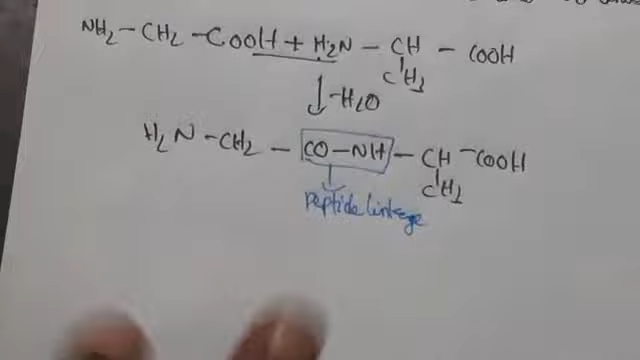 NH2-CH2-COOH + H2N-CH-COOH
CH3
-H2O
H2N-CH2-CO-NH-CH-COOH
CH3
Peptide linkage